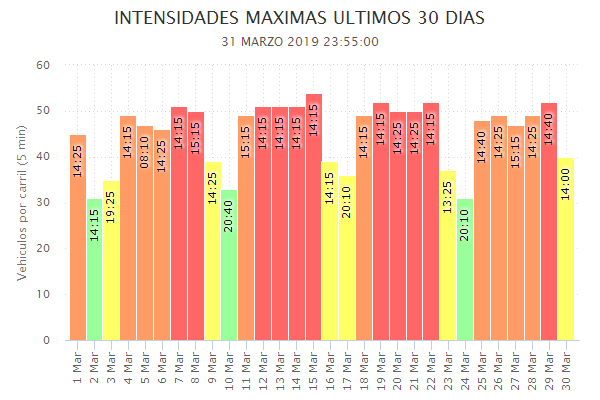 INTENSIDADES MAXIMAS ULTIMOS 30 DIAS
31 MARZO 2019 23:55:00
Vehiculos por carril (5 min)
60
50
40
30
20
10
0
14:25
14:15
19:25
14:15
08:10
14:25
14:15
15:15
14:25
20:40
15:15
14:15
14:15
14:15
14:15
14:15
20:10
14:15
14:15
14:25
14:25
14:15
13:25
20:10
14:40
14:25
15:15
14:25
14:40
14:00
1 Mar
2 Mar
3 Mar
4 Mar
5 Mar
6 Mar
7 Mar
8 Mar
9 Mar
10 Mar
11 Mar
12 Mar
13 Mar
14 Mar
15 Mar
16 Mar
17 Mar
18 Mar
19 Mar
20 Mar
21 Mar
22 Mar
23 Mar
24 Mar
25 Mar
26 Mar
27 Mar
28 Mar
29 Mar
30 Mar